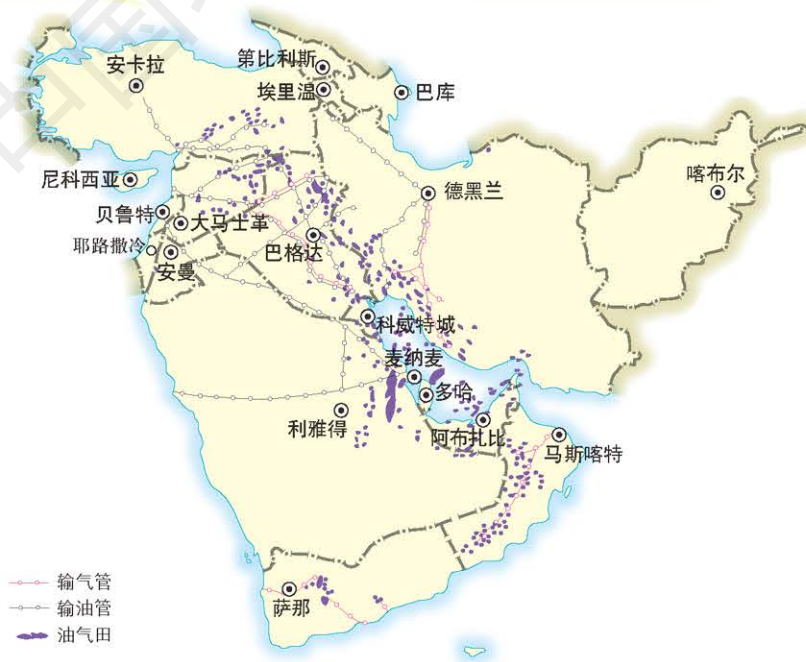 中国
第比利斯
安卡拉
埃里温
巴库
喀布尔
尼科西亚
德黑兰
贝鲁特
大马士革
耶路撒冷
巴格达
安曼
科威特城
麦纳麦
多哈
利雅得
阿布扎比
马斯喀特
输气管
输油管
油气田
萨那